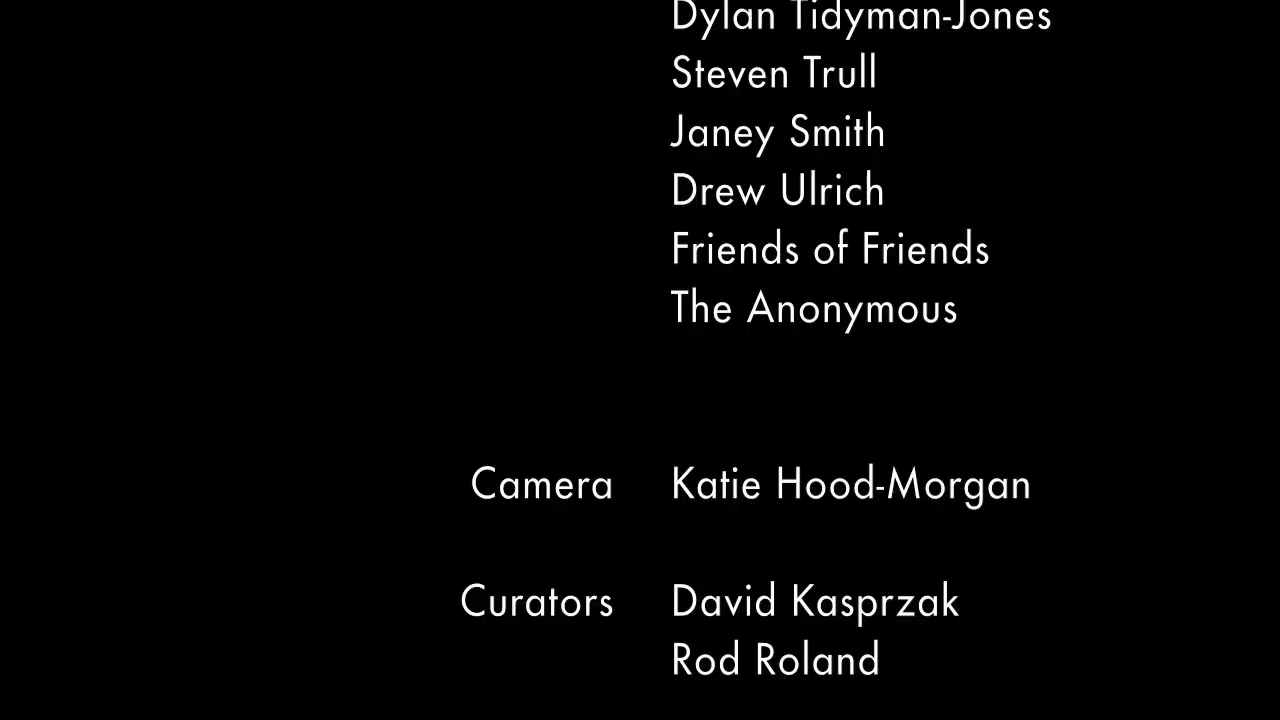 Dylan Tidyman-Jones
Steven Trull
Janey Smith
Drew Ulrich
Friends of Friends
The Anonymous
Camera Katie Hood-Morgan
Curators David Kasprzak
Rod Roland